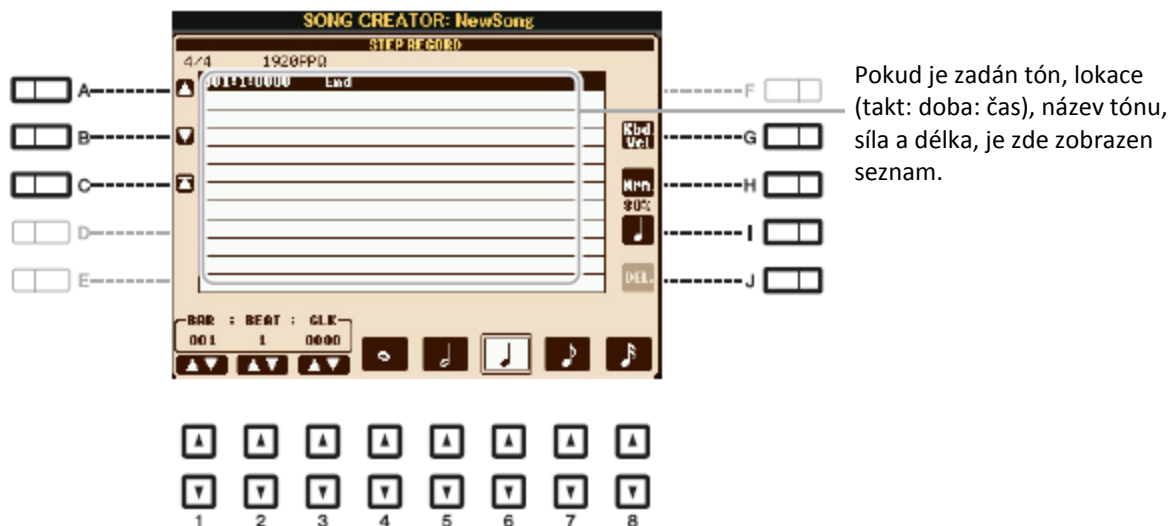 SONG CREATOR: NewSong
STEP RECORD
4/4 1920PPQ
001:1:0000 End
A
B
C
D
E
F
G
H
I
J
Kbd
Vel
Nrm
80%
DEL.
Pokud je zadán tón, lokace
(takt: doba: čas), název tónu,
síla a délka, je zde zobrazen
seznam.
BAR : BEAT : CLK
001 1 0000
1 2 3 4 5 6 7 8